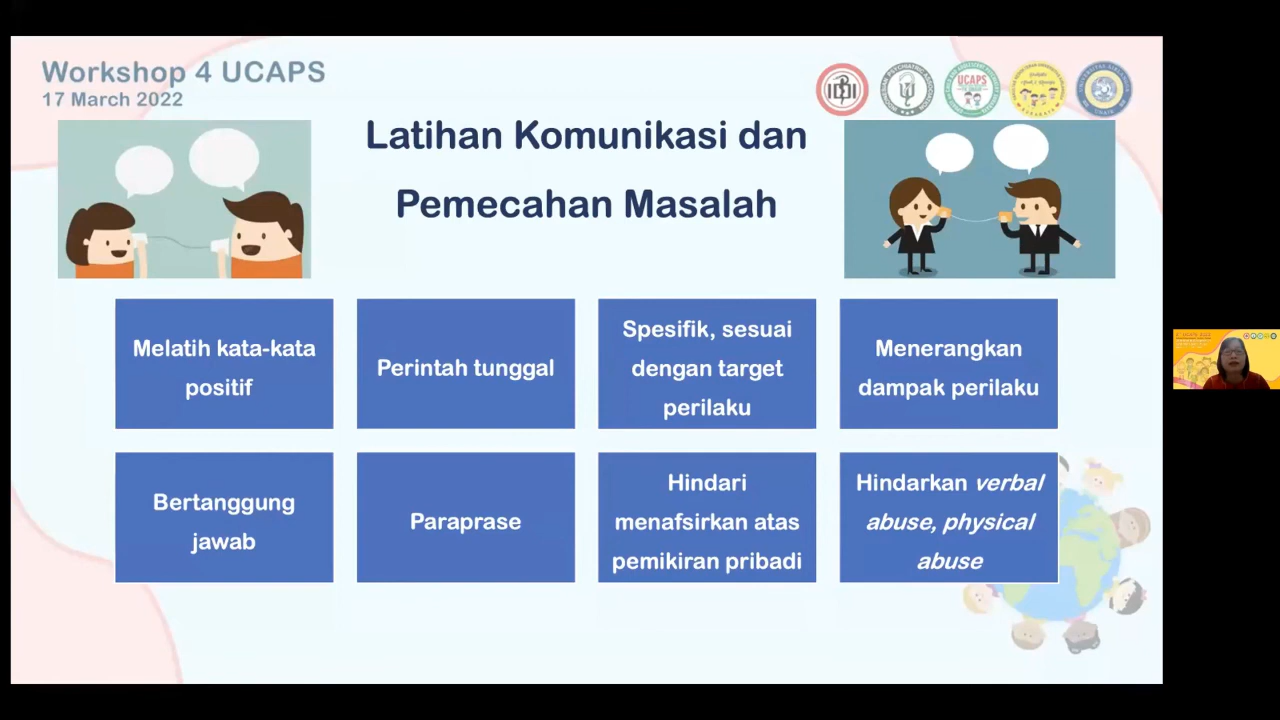 Workshop 4 UCAPS
17 March 2022
IDI
UCAPS
Latihan Komunikasi dan
Pemecahan Masalah
Melatih kata-kata
positif
Perintah tunggal
Spesifik, sesuai
dengan target
perilaku
Menerangkan
dampak perilaku
Bertanggung
jawab
Paraprase
Hindari
menafsirkan atas
pemikiran pribadi
Hindarkan verbal
abuse, physical
abuse